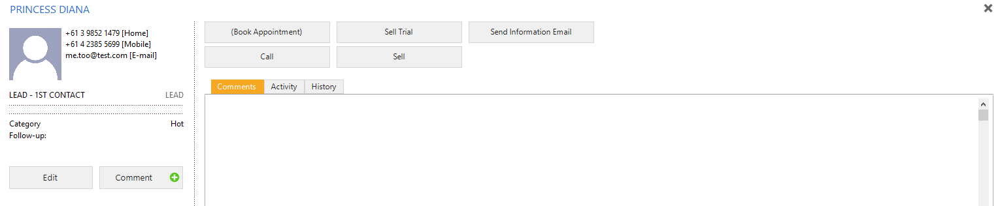 PRINCESS DIANA
+61 3 9852 1479 [Home]
+61 4 2385 5699 [Mobile]
me.too@test.com [E-mail]
LEAD - 1ST CONTACT LEAD
Category Hot
Follow-up:
Edit Comment
(Book Appointment) Sell Trial Send Information Email
Call Sell
Comments Activity History